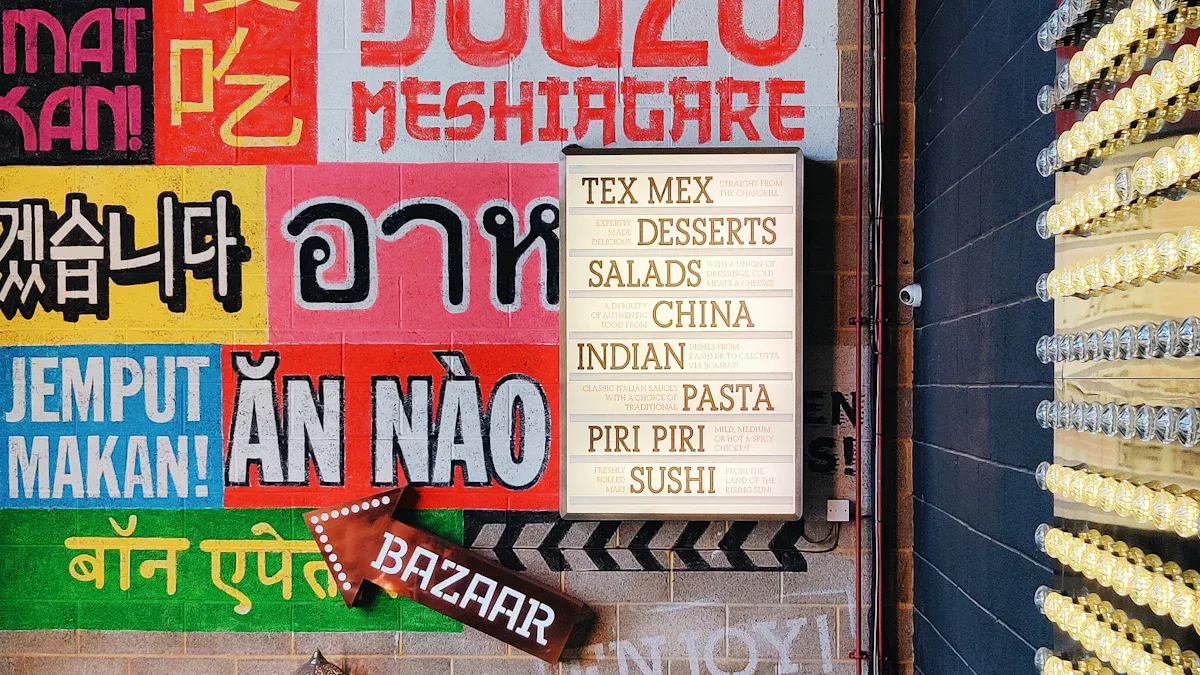 MAT
KAN!
吃
DOUZO
MESHIAGARE
겠습니다
อาห
JEMPUT
MAKAN!
ĂN NÀO
बॉन एपेत
BAZAAR
TEX MEX STRAIGHT FROM
THE CHARGRILL
EXPERTLY
MADE
DELICIOUS DESSERTS
SALADS WITH A UNION OF
DRESSINGS, COLD
MEATS & CHEESES
A DYNASTY
OF AUTHENTIC
FOOD FROM CHINA
INDIAN DISHES FROM
KASHMIR TO CALCUTTA
VIA BOMBAY!
CLASSIC ITALIAN SAUCES
WITH A CHOICE OF
TRADITIONAL PASTA
PIRI PIRI MILD, MEDIUM
OR HOT & SPICY
CHICKEN
FRESHLY
ROLLED
MAKI SUSHI FROM THE
LAND OF THE
RISING SUN!
ENJOY!